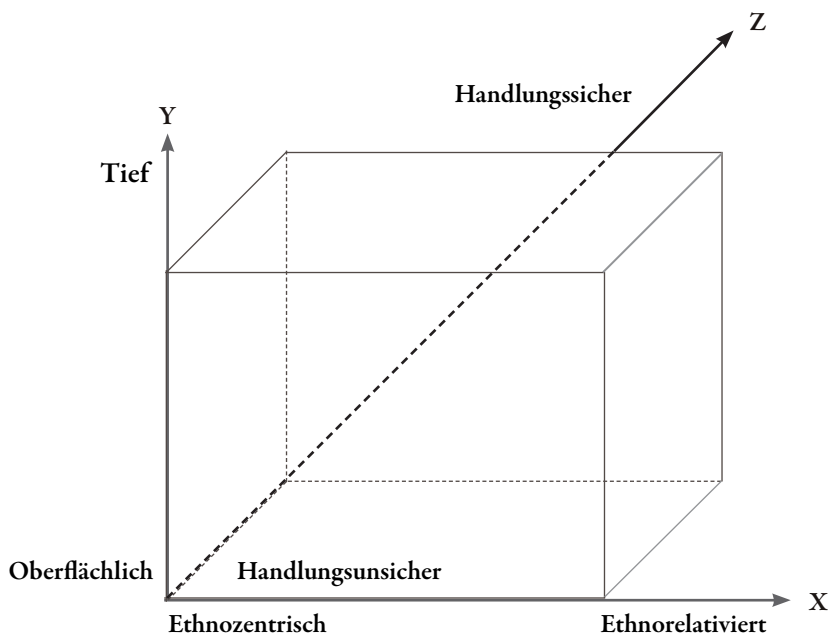 Z
Handlungssicher
Y
Tief
Oberflächlich
Handlungsunsicher
X
Ethnozentrisch
Ethnorelativiert